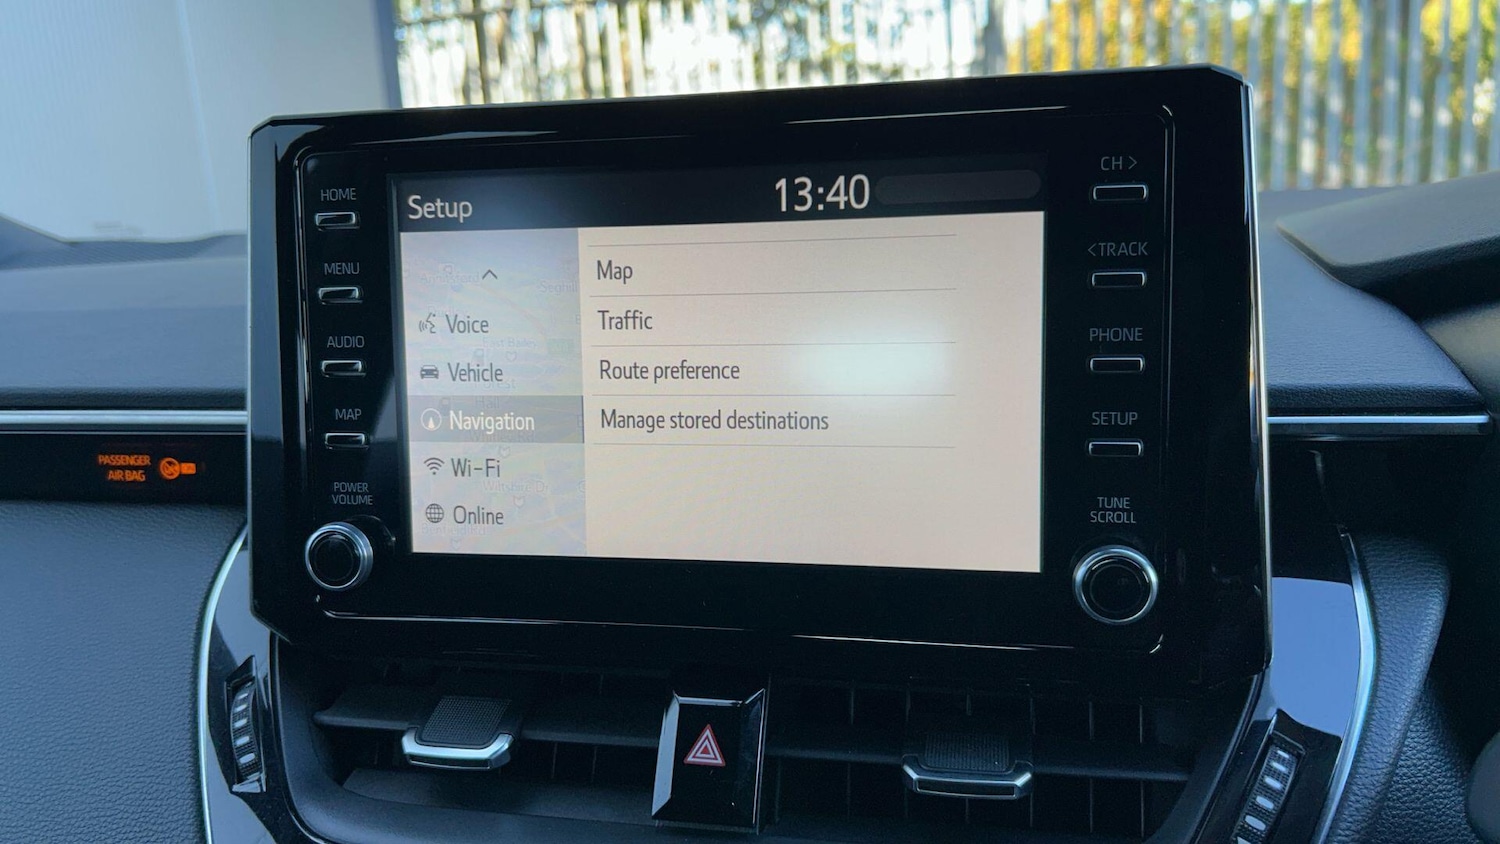 HOME
MENU
AUDIO
MAP
POWER
VOLUME
PASSENGER
AIR BAG
Setup
13:40
Voice
Vehicle
Navigation
Wi-Fi
Online
Map
Traffic
Route preference
Manage stored destinations
CH >
< TRACK
PHONE
SETUP
TUNE
SCROLL